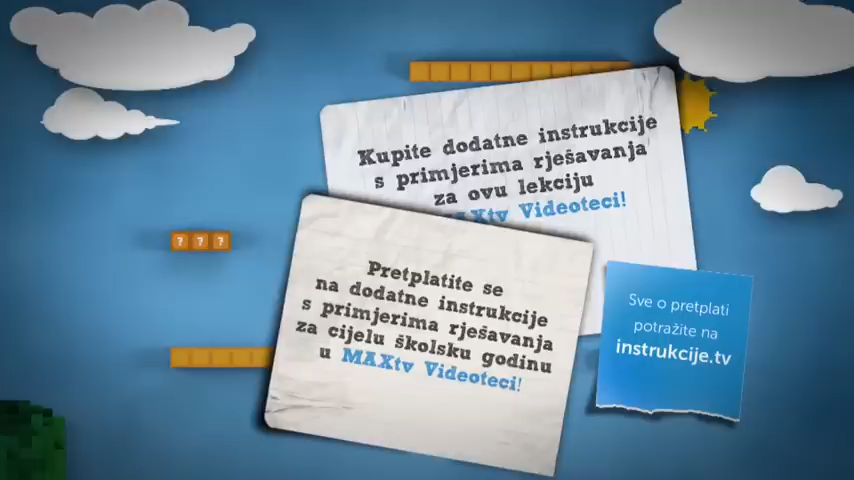 Kupite dodatne instrukcije
s primjerima rješavanja
za ovu lekciju
Videoteci!
Pretplatite se
na dodatne instrukcije
s primjerima rješavanja
za cijelu školsku godinu
u MAXtv Videoteci!
Sve o pretplati
potražite na
instrukcije.tv
? ? ?